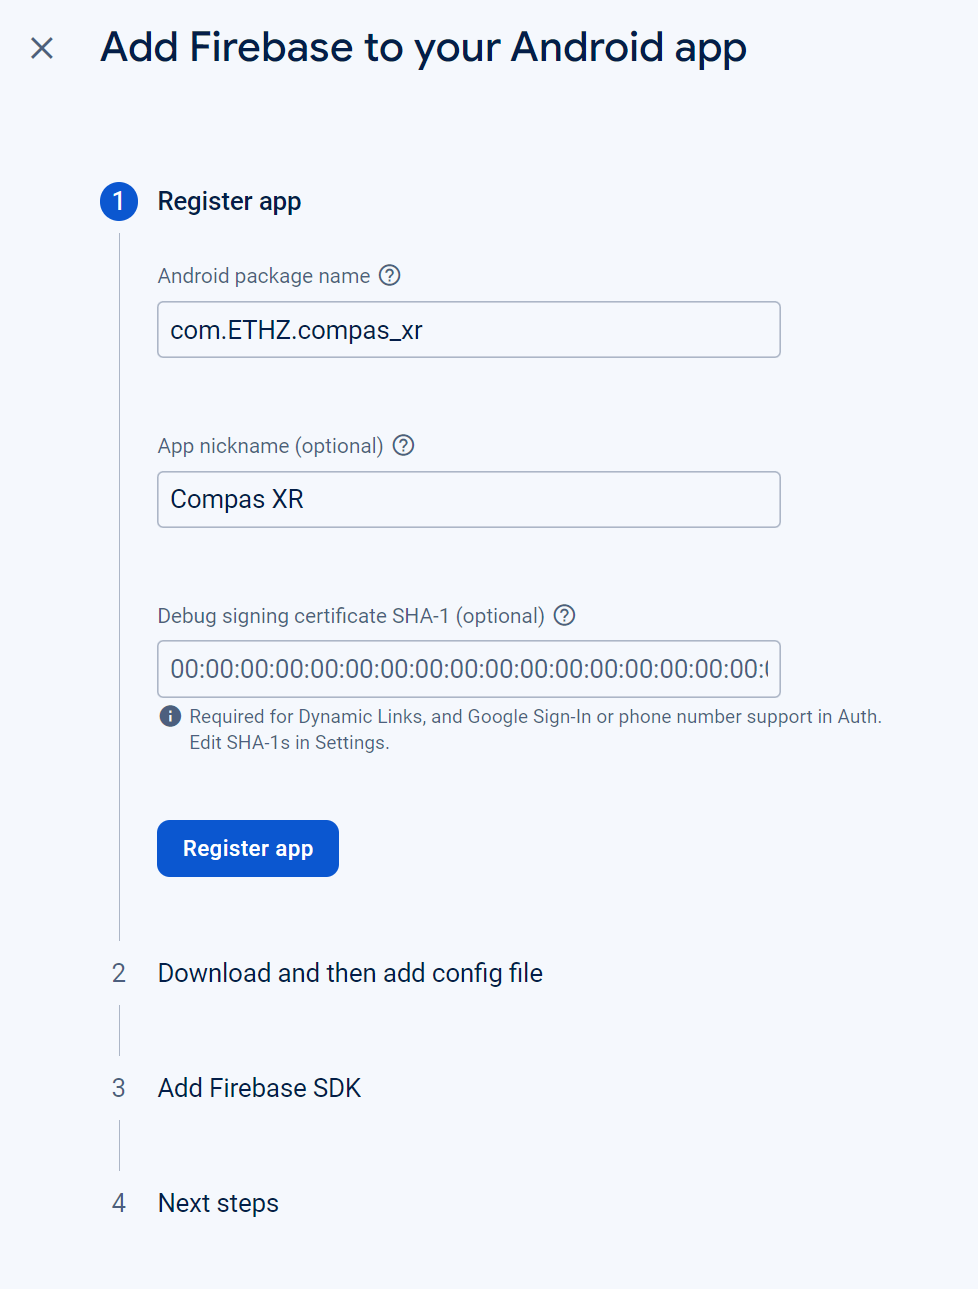 Add Firebase to your Android app
1 Register app
Android package name
com.ETHZ.compas_xr
App nickname (optional)
Compas XR
Debug signing certificate SHA-1 (optional)
00:00:00:00:00:00:00:00:00:00:00:00:00:00:00:00:00:
Required for Dynamic Links, and Google Sign-In or phone number support in Auth.
Edit SHA-1s in Settings.
Register app
2 Download and then add config file
3 Add Firebase SDK
4 Next steps